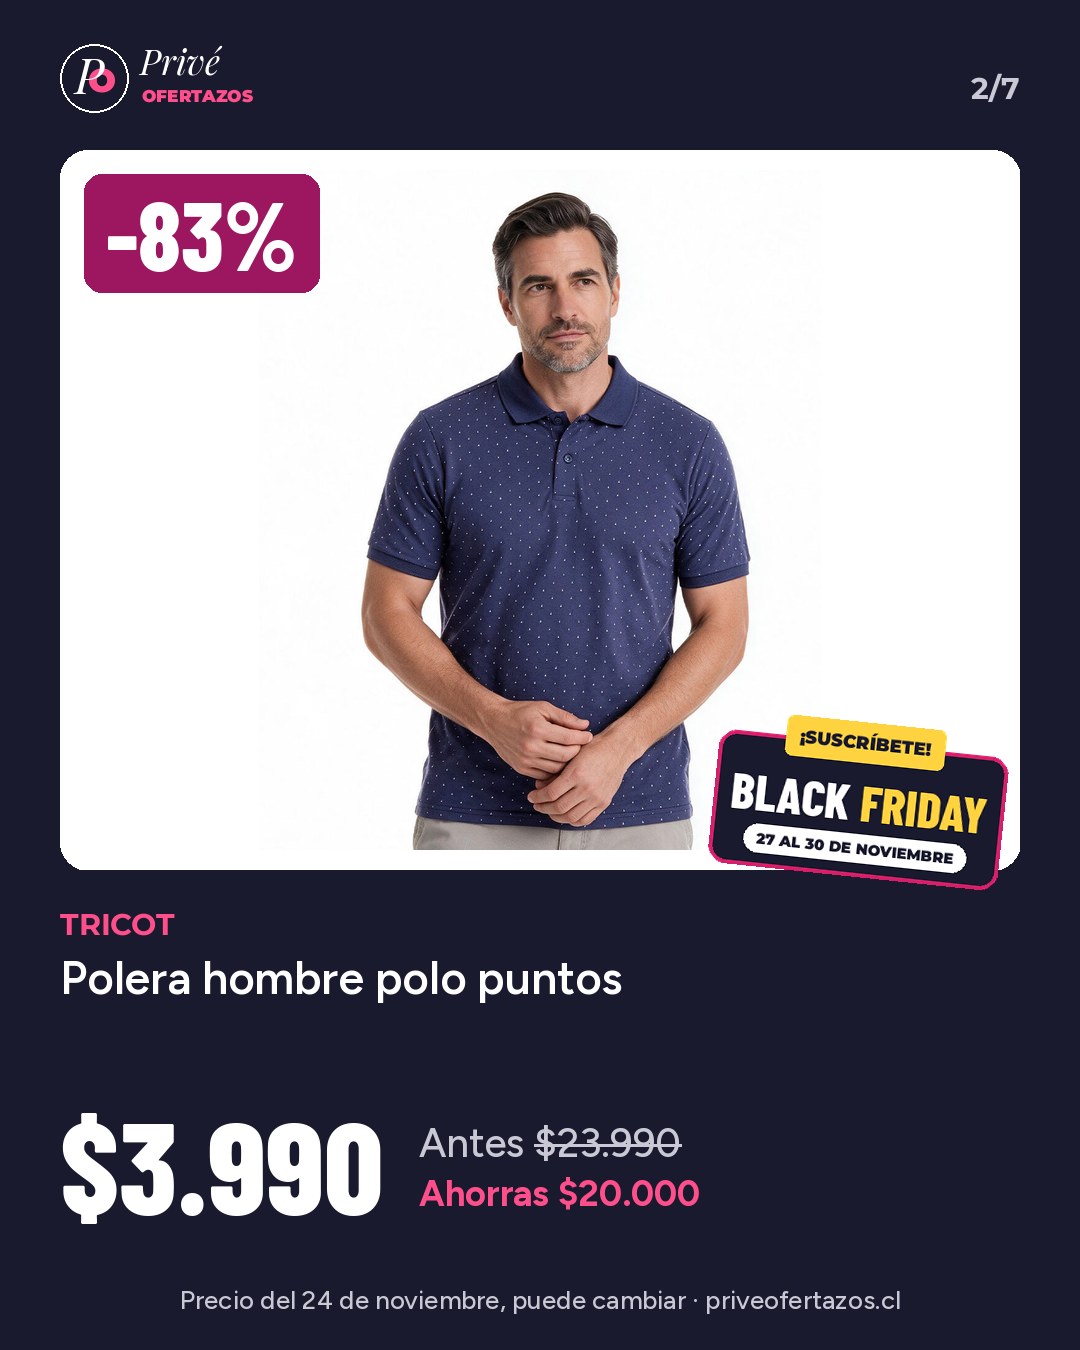 Privé
OFERTAZOS
2/7
-83%
¡SUSCRÍBETE!
BLACK FRIDAY
27 AL 30 DE NOVIEMBRE
TRICOT
Polera hombre polo puntos
$3.990
Antes $23.990
Ahorras $20.000
Precio del 24 de noviembre, puede cambiar · priveofertazos.cl